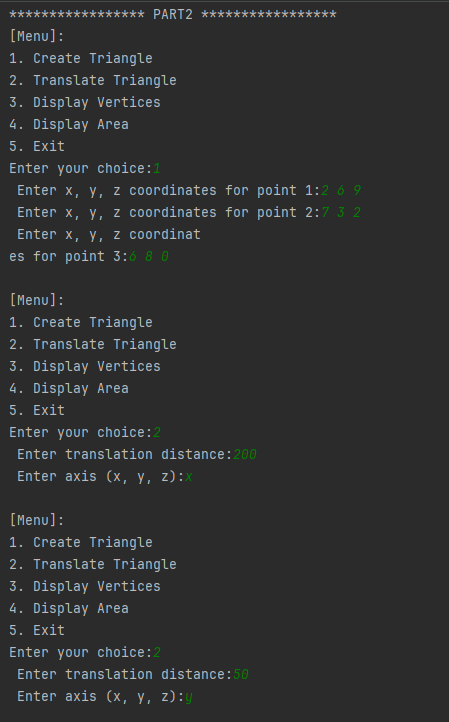 ***************** PART2 *****************
[Menu]:
1. Create Triangle
2. Translate Triangle
3. Display Vertices
4. Display Area
5. Exit
Enter your choice:1
 Enter x, y, z coordinates for point 1:2 6 9
 Enter x, y, z coordinates for point 2:7 3 2
 Enter x, y, z coordinat
es for point 3:6 8 0

[Menu]:
1. Create Triangle
2. Translate Triangle
3. Display Vertices
4. Display Area
5. Exit
Enter your choice:2
 Enter translation distance:200
 Enter axis (x, y, z):x

[Menu]:
1. Create Triangle
2. Translate Triangle
3. Display Vertices
4. Display Area
5. Exit
Enter your choice:2
 Enter translation distance:50
 Enter axis (x, y, z):y